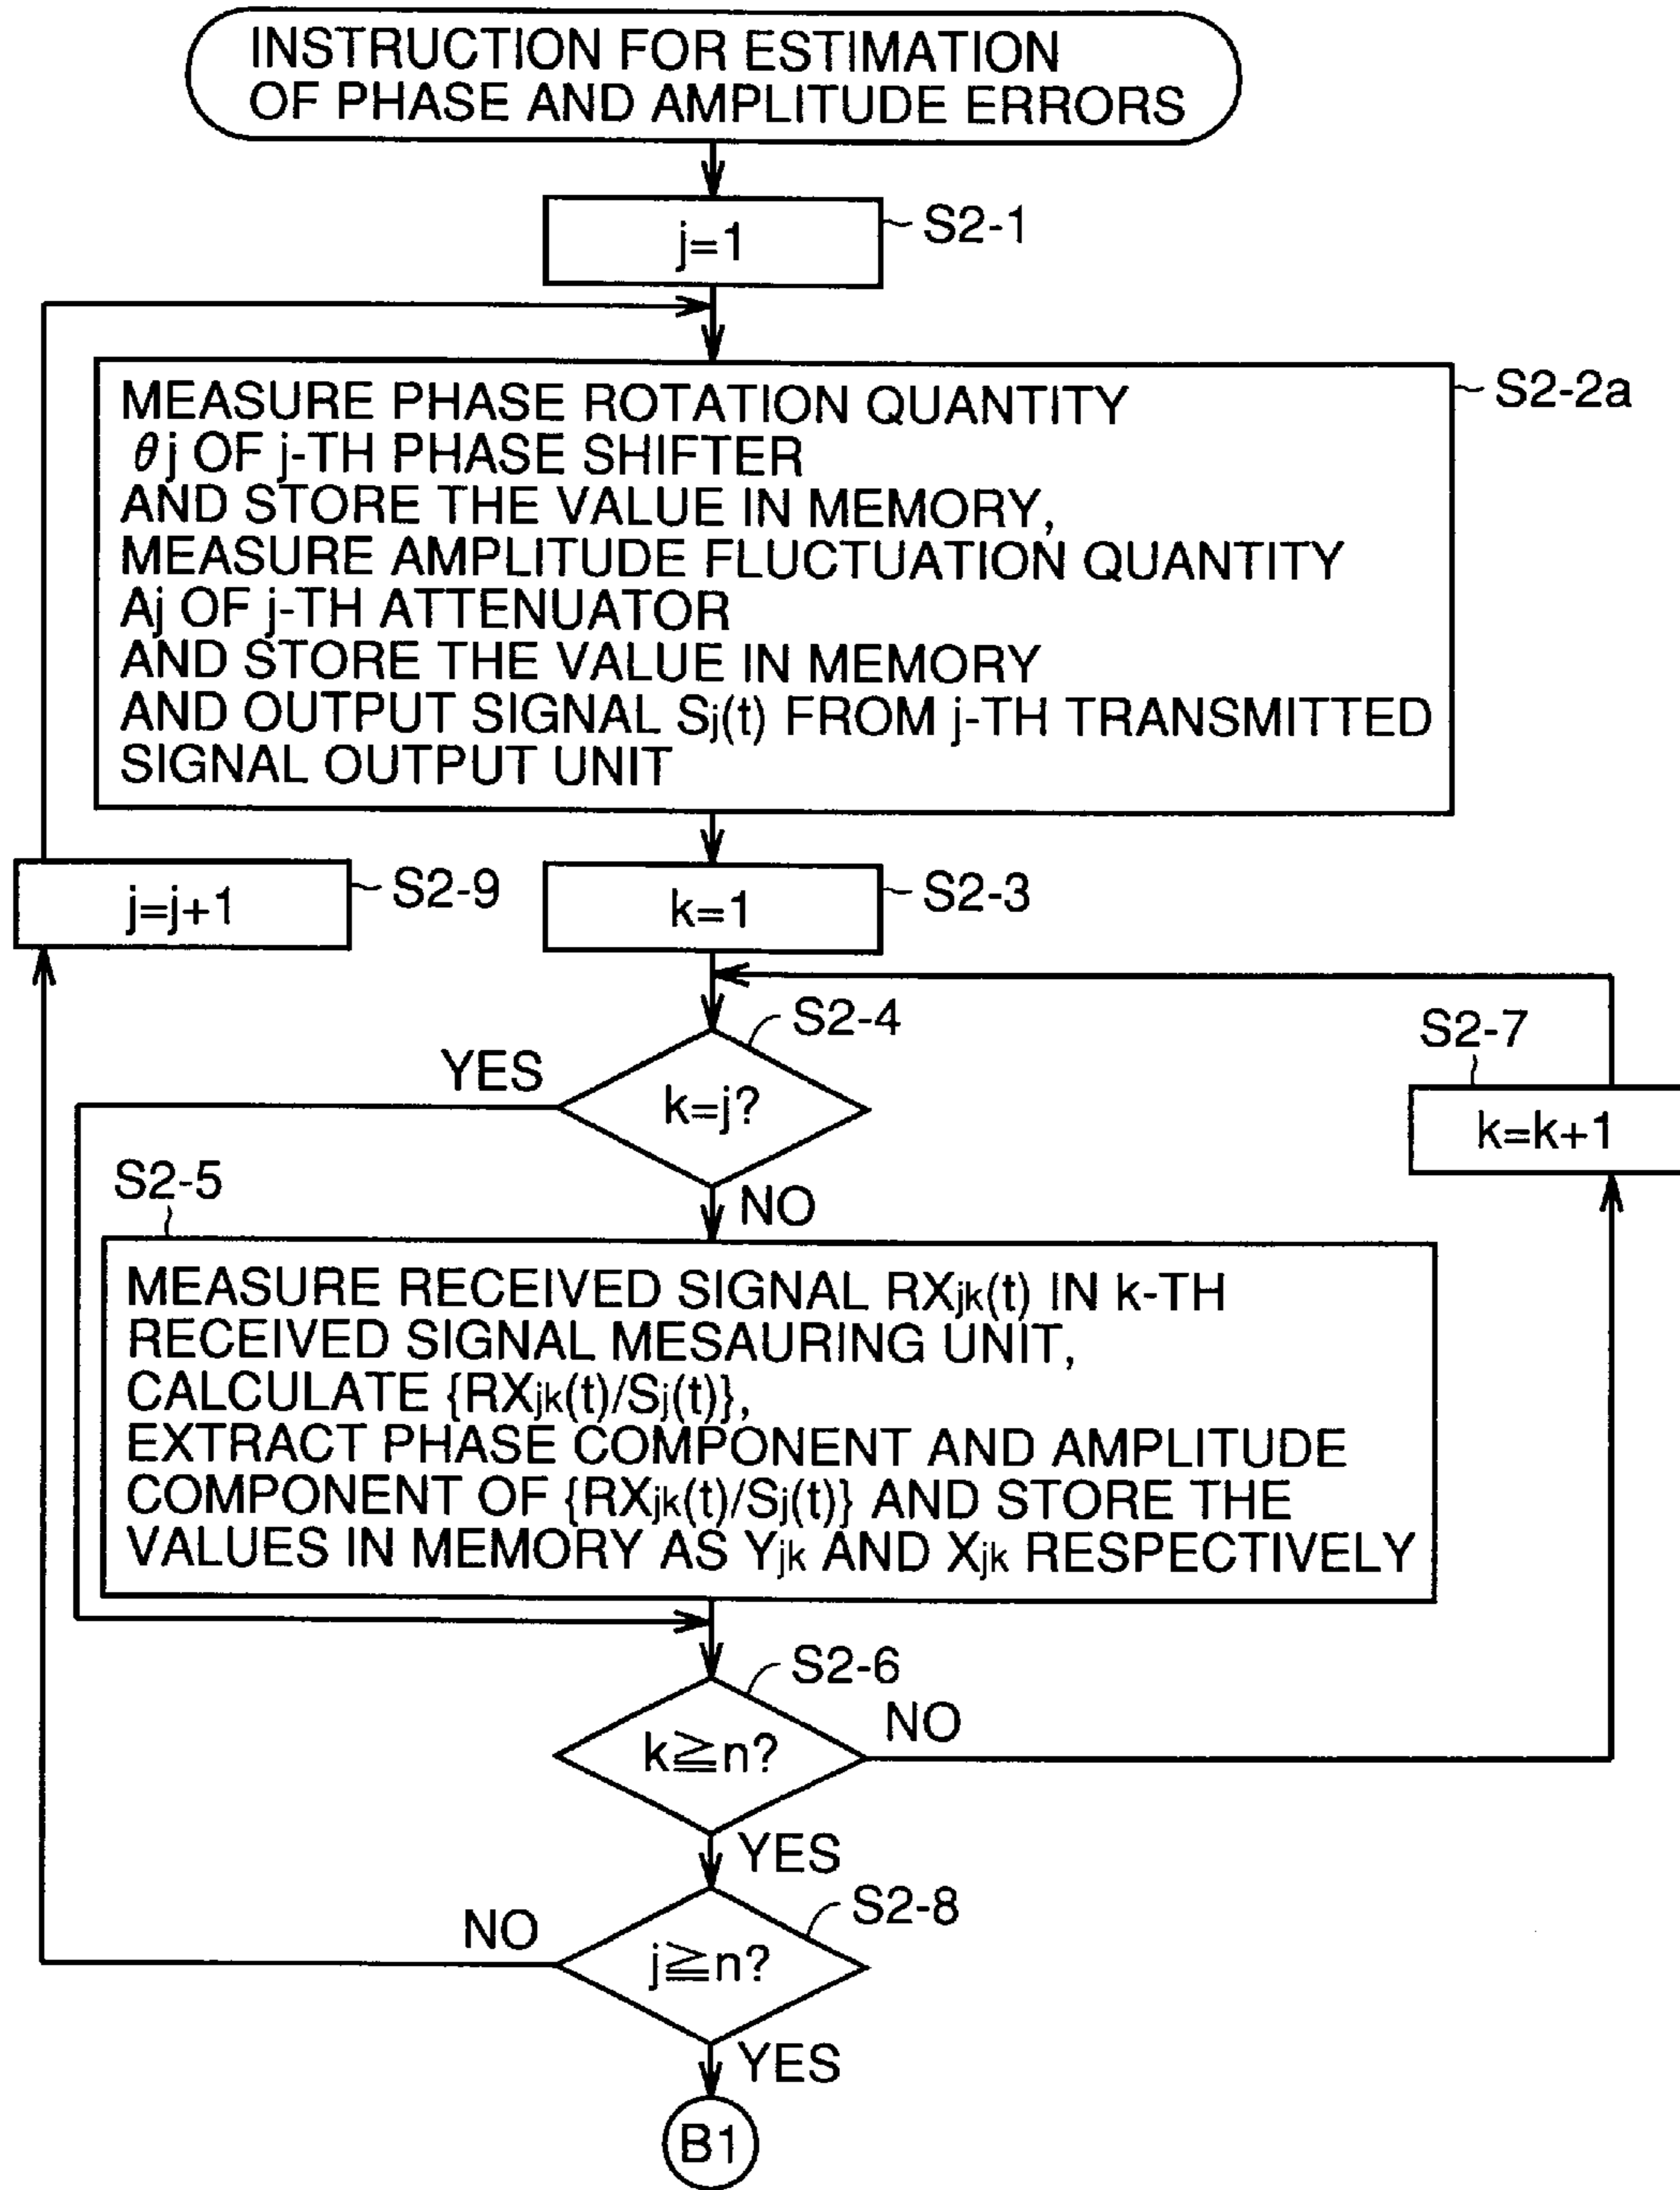 INSTRUCTION FOR ESTIMATION
OF PHASE AND AMPLITUDE ERRORS
j=1
S2-1
MEASURE PHASE ROTATION QUANTITY
θj OF j-TH PHASE SHIFTER
AND STORE THE VALUE IN MEMORY,
MEASURE AMPLITUDE FLUCTUATION QUANTITY
Aj OF j-TH ATTENUATOR
AND STORE THE VALUE IN MEMORY
AND OUTPUT SIGNAL Sj(t) FROM j-TH TRANSMITTED
SIGNAL OUTPUT UNIT
S2-2a
j=j+1
S2-9
k=1
S2-3
S2-4
k=j?
YES
NO
S2-7
k=k+1
S2-5
MEASURE RECEIVED SIGNAL RXjk(t) IN k-TH
RECEIVED SIGNAL MESAURING UNIT,
CALCULATE {RXjk(t)/Sj(t)},
EXTRACT PHASE COMPONENT AND AMPLITUDE
COMPONENT OF {RXjk(t)/Sj(t)} AND STORE THE
VALUES IN MEMORY AS Yjk AND Xjk RESPECTIVELY
S2-6
k≧n?
NO
YES
S2-8
j≧n?
NO
YES
B1